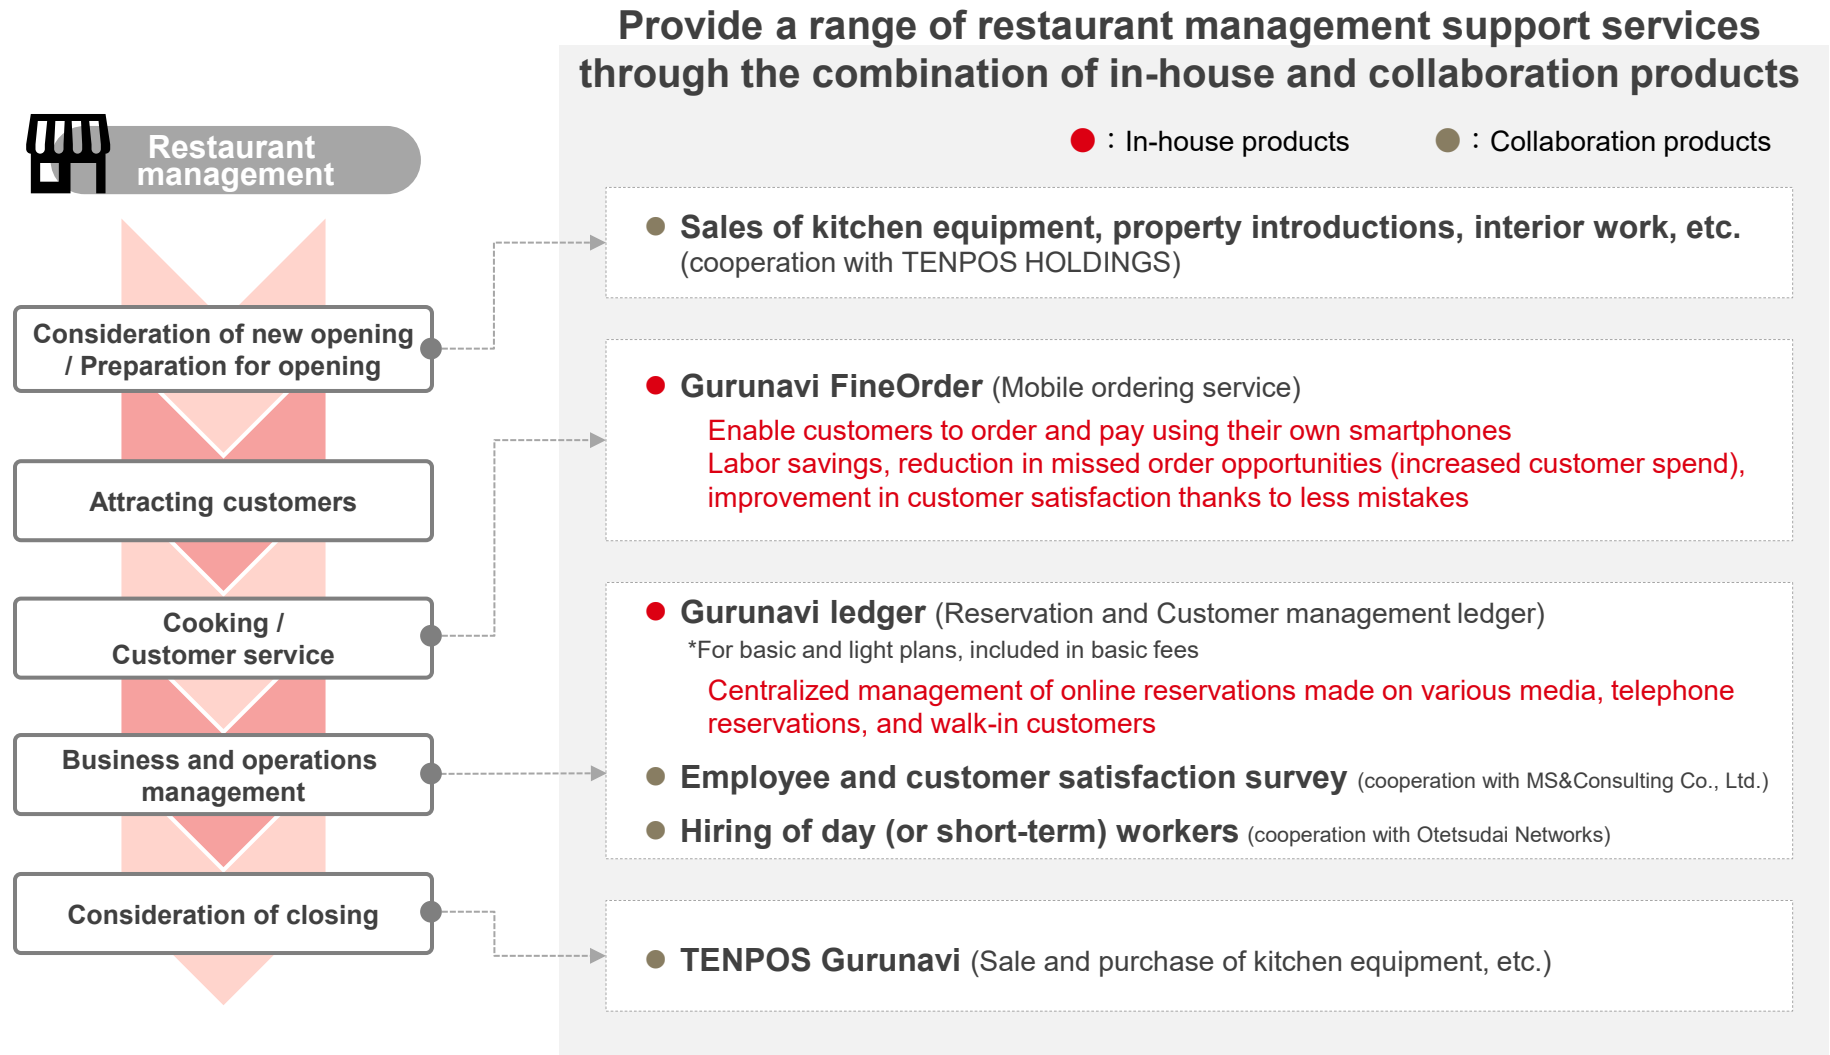 Provide a range of restaurant management support services
through the combination of in-house and collaboration products
Restaurant
management
● : In-house products
● : Collaboration products
● Sales of kitchen equipment, property introductions, interior work, etc.
(cooperation with TENPOS HOLDINGS)
Consideration of new opening
/ Preparation for opening
● Gurunavi FineOrder (Mobile ordering service)
Enable customers to order and pay using their own smartphones
Labor savings, reduction in missed order opportunities (increased customer spend),
improvement in customer satisfaction thanks to less mistakes
Attracting customers
Cooking /
Customer service
● Gurunavi ledger (Reservation and Customer management ledger)
*For basic and light plans, included in basic fees
Centralized management of online reservations made on various media, telephone
reservations, and walk-in customers
Business and operations
management
● Employee and customer satisfaction survey (cooperation with MS&Consulting Co., Ltd.)
● Hiring of day (or short-term) workers (cooperation with Otetsudai Networks)
Consideration of closing
● TENPOS Gurunavi (Sale and purchase of kitchen equipment, etc.)